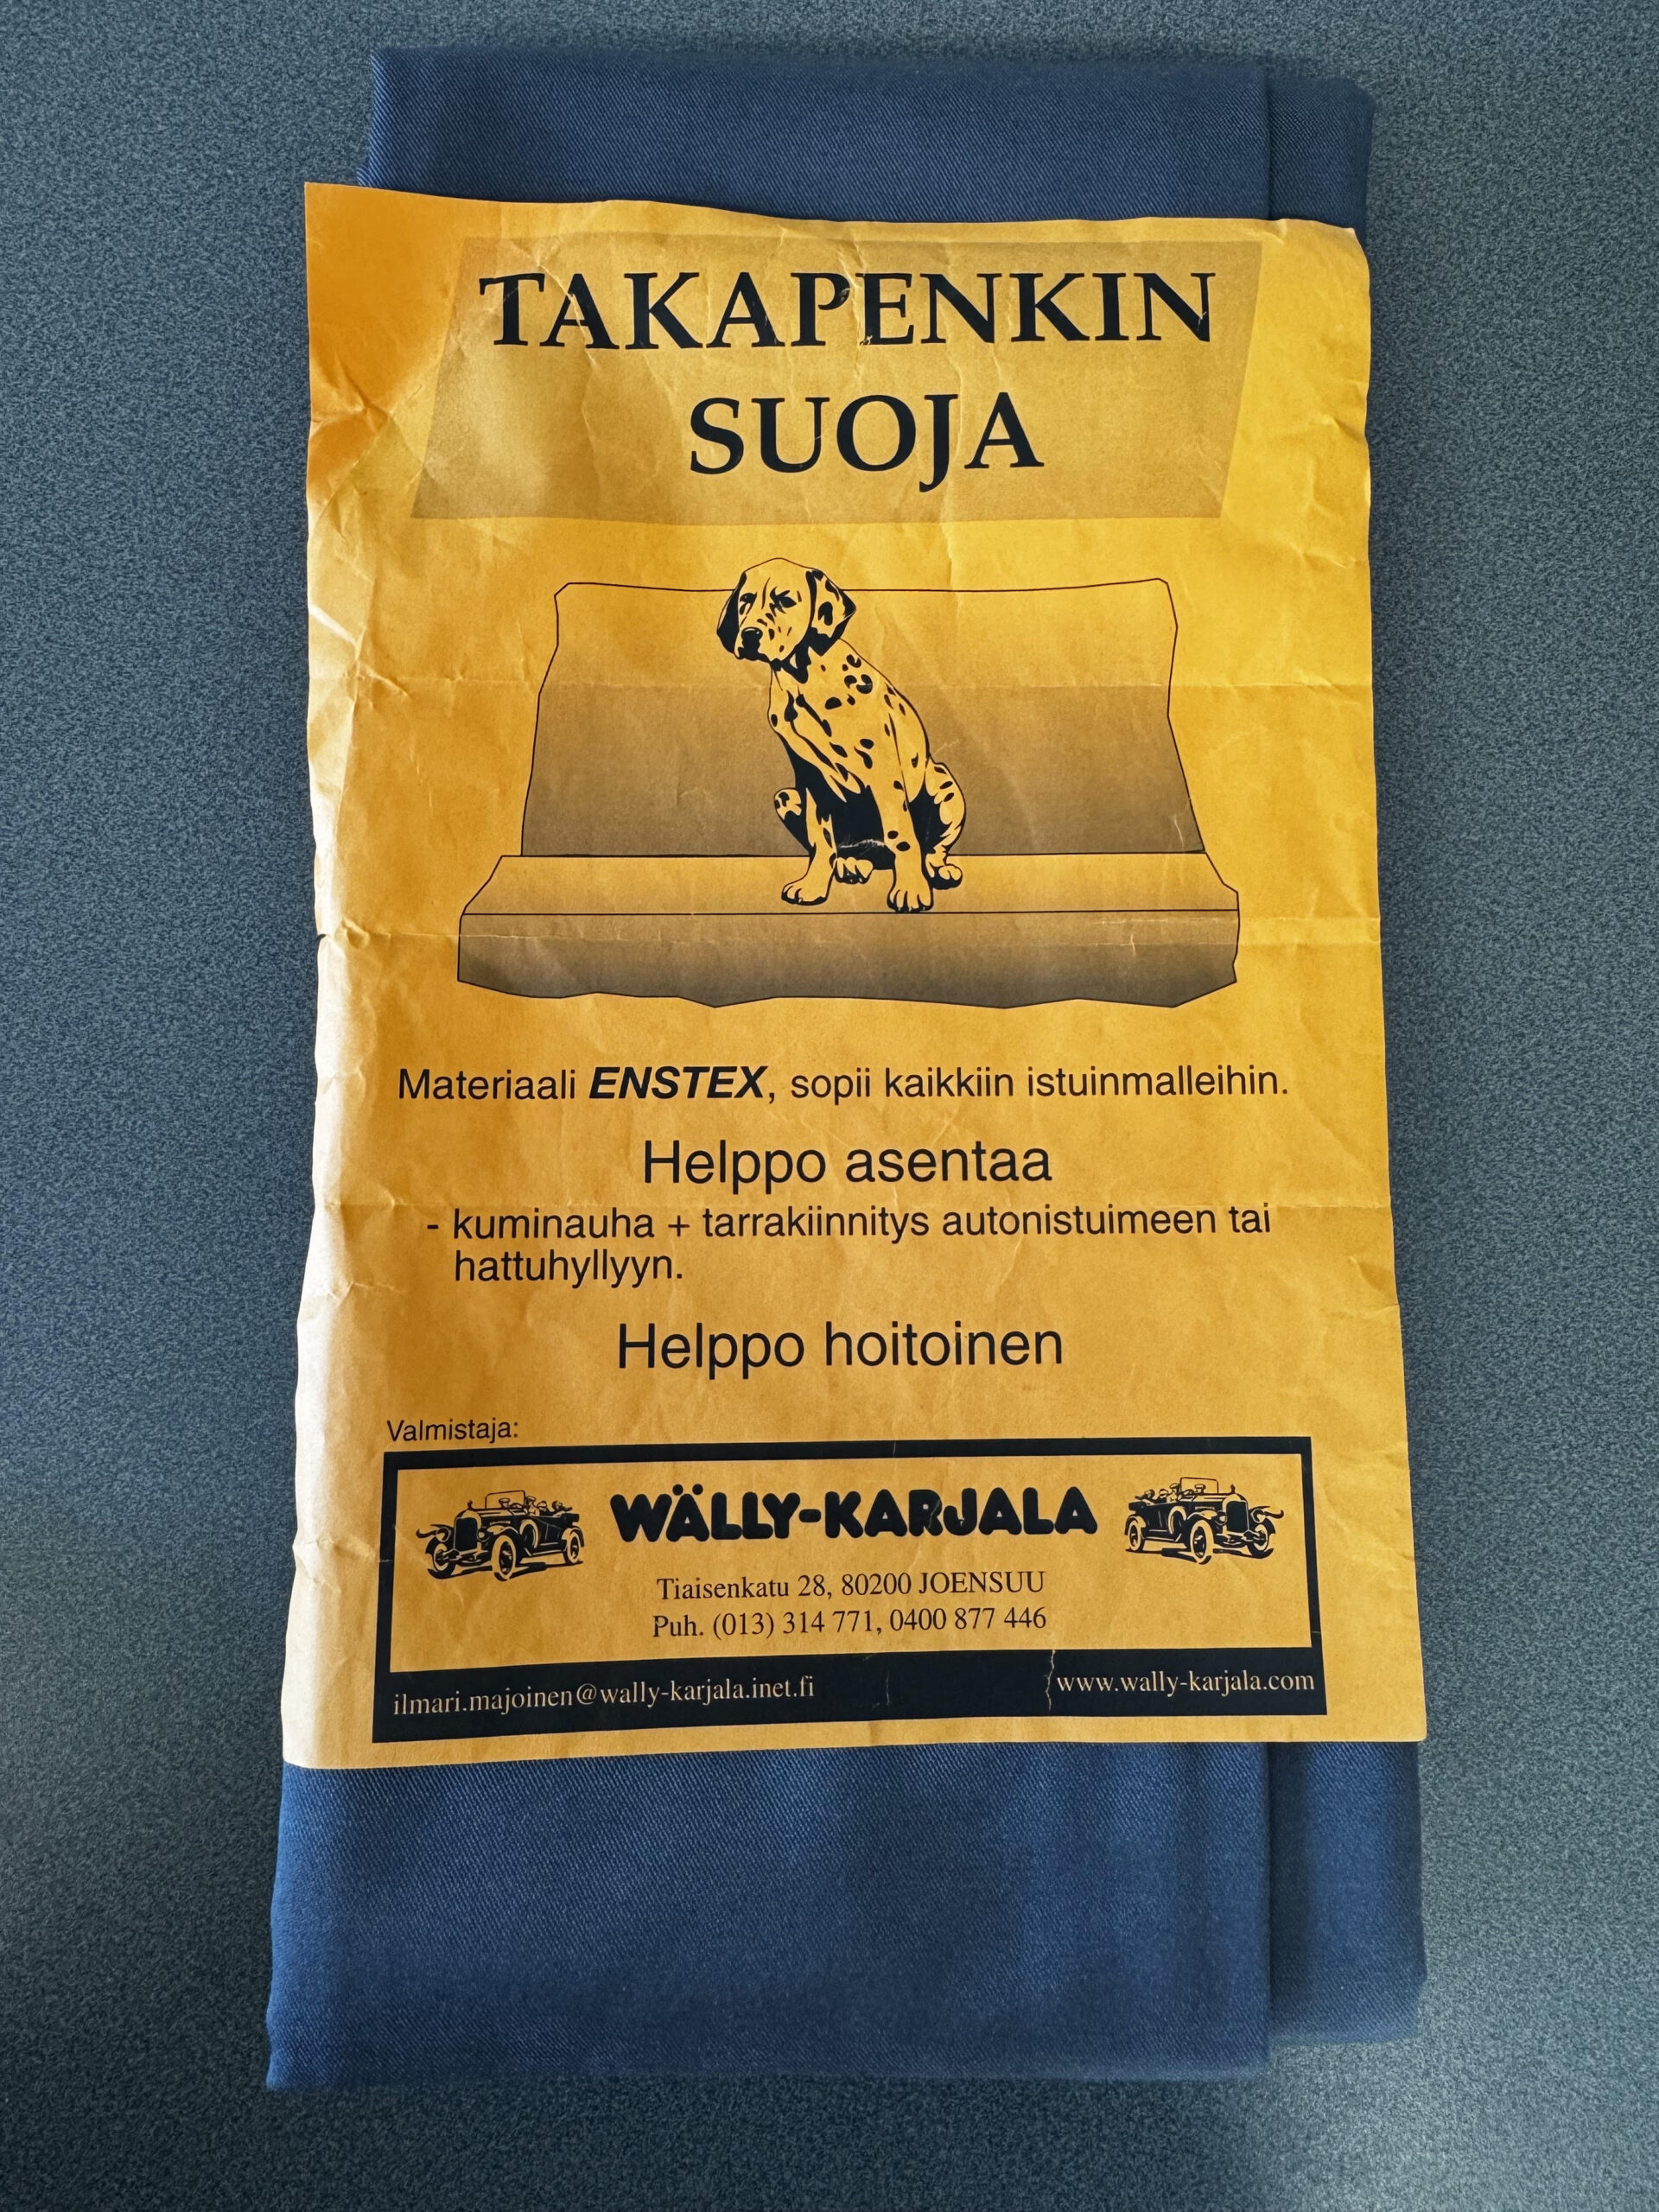 TAKAPENKIN
SUOJA
Materiaali ENSTEX, sopii kaikkiin istuinmalleihin.
Helppo asentaa
- kuminauha + tarrakiinnitys autonistuimeen tai
hattuhyllyyn.
Helppo hoitoinen
Valmistaja:
WÄLLY-KARJALA
Tiaisenkatu 28, 80200 JOENSUU
Puh. (013) 314 771, 0400 877 446
ilmari.majoinen@wally-karjala.inet.fi www.wally-karjala.com